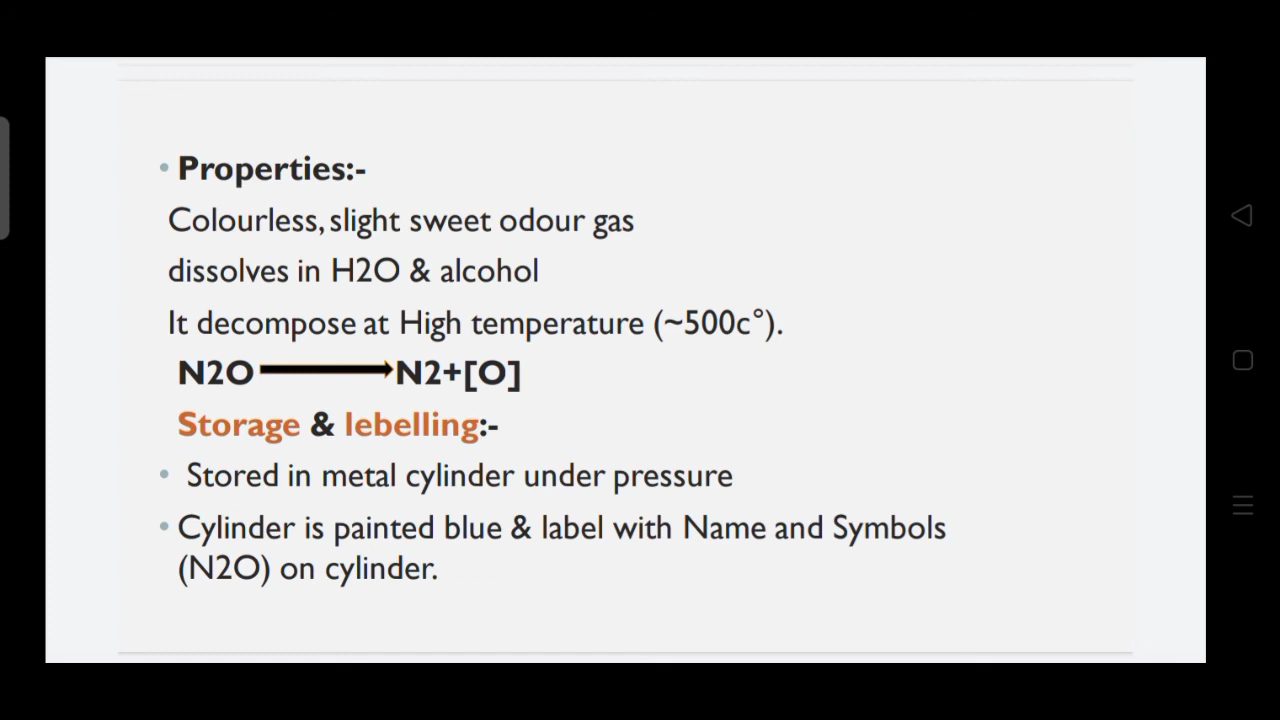 • Properties:-
Colourless, slight sweet odour gas
dissolves in H2O & alcohol
It decompose at High temperature (~500c°).
N2O ⟶ N2+[O]
Storage & lebelling:-
• Stored in metal cylinder under pressure
• Cylinder is painted blue & label with Name and Symbols
(N2O) on cylinder.